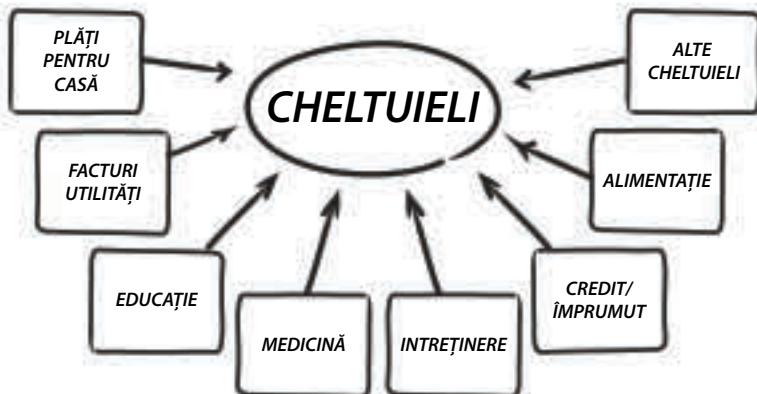 PLĂȚI
PENTRU
CASĂ
CHELTUIELI
ALTE
CHELTUIELI
FACTURI
UTILITĂȚI
ALIMENTAȚIE
EDUCAȚIE
MEDICINĂ
INTREȚINERE
CREDIT/
ÎMPRUMUT